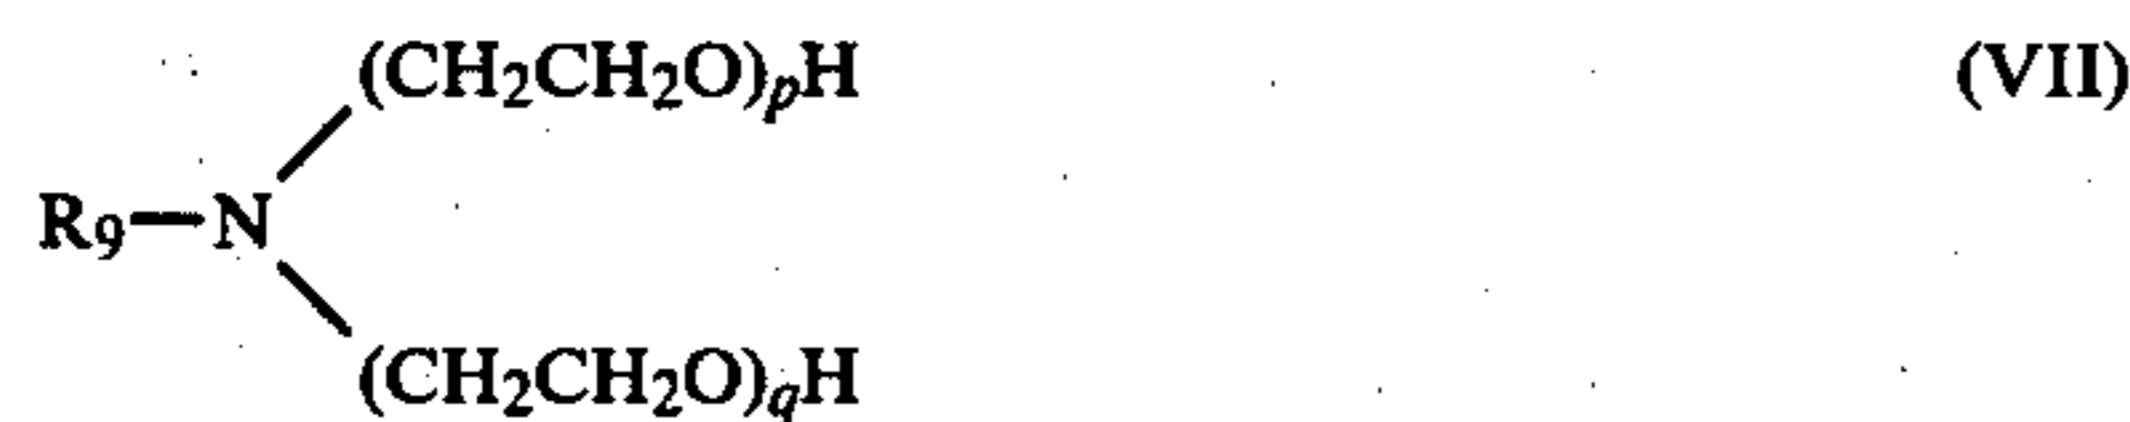 (CH₂CH₂O)ₚH (VII)
R₉—N
(CH₂CH₂O)qH